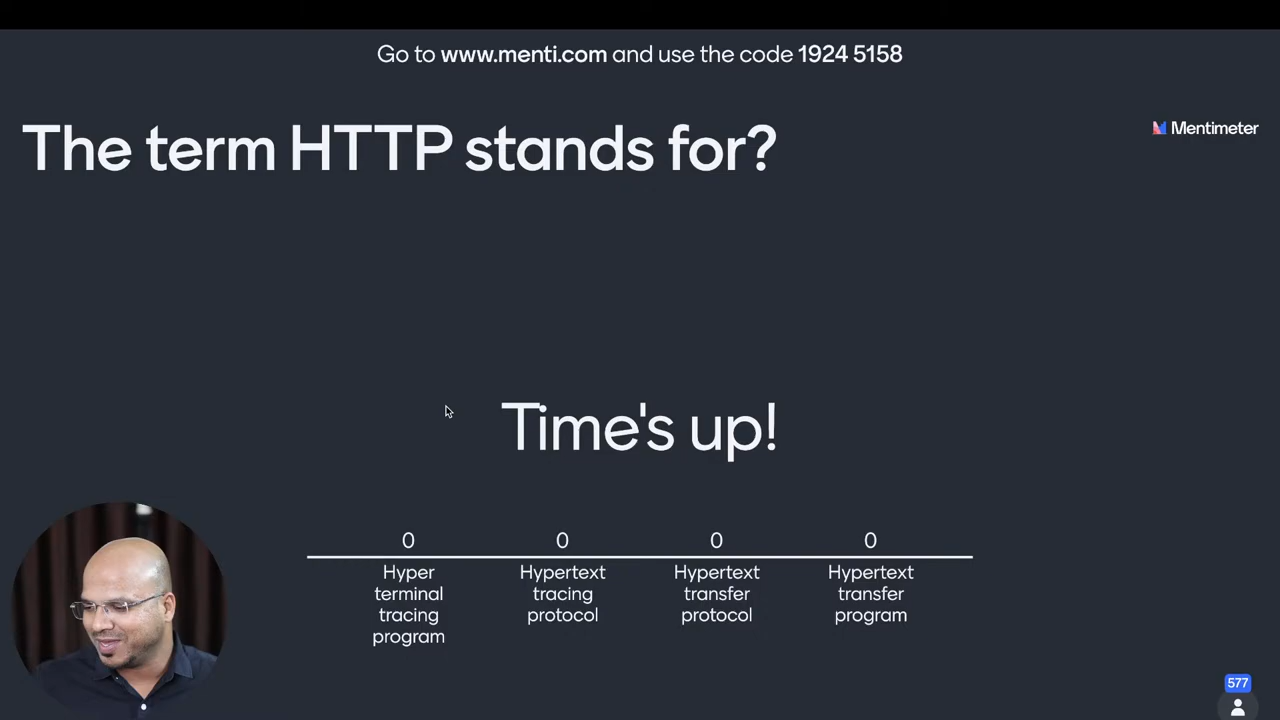 Go to www.menti.com and use the code 1924 5158
The term HTTP stands for?
Mentimeter
Time's up!
0 0 0 0
Hyper
terminal
tracing
program
Hypertext
tracing
protocol
Hypertext
transfer
protocol
Hypertext
transfer
program
577